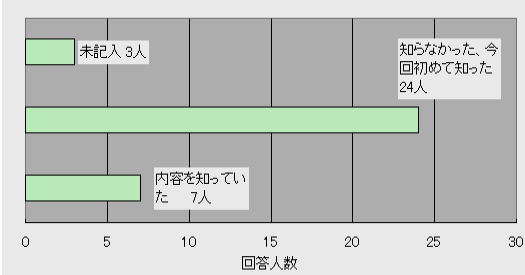 未記入 3人
知らなかった、今
回初めて知った
24人
内容を知ってい
た 7人
0 5 10 15 20 25 30
回答人数